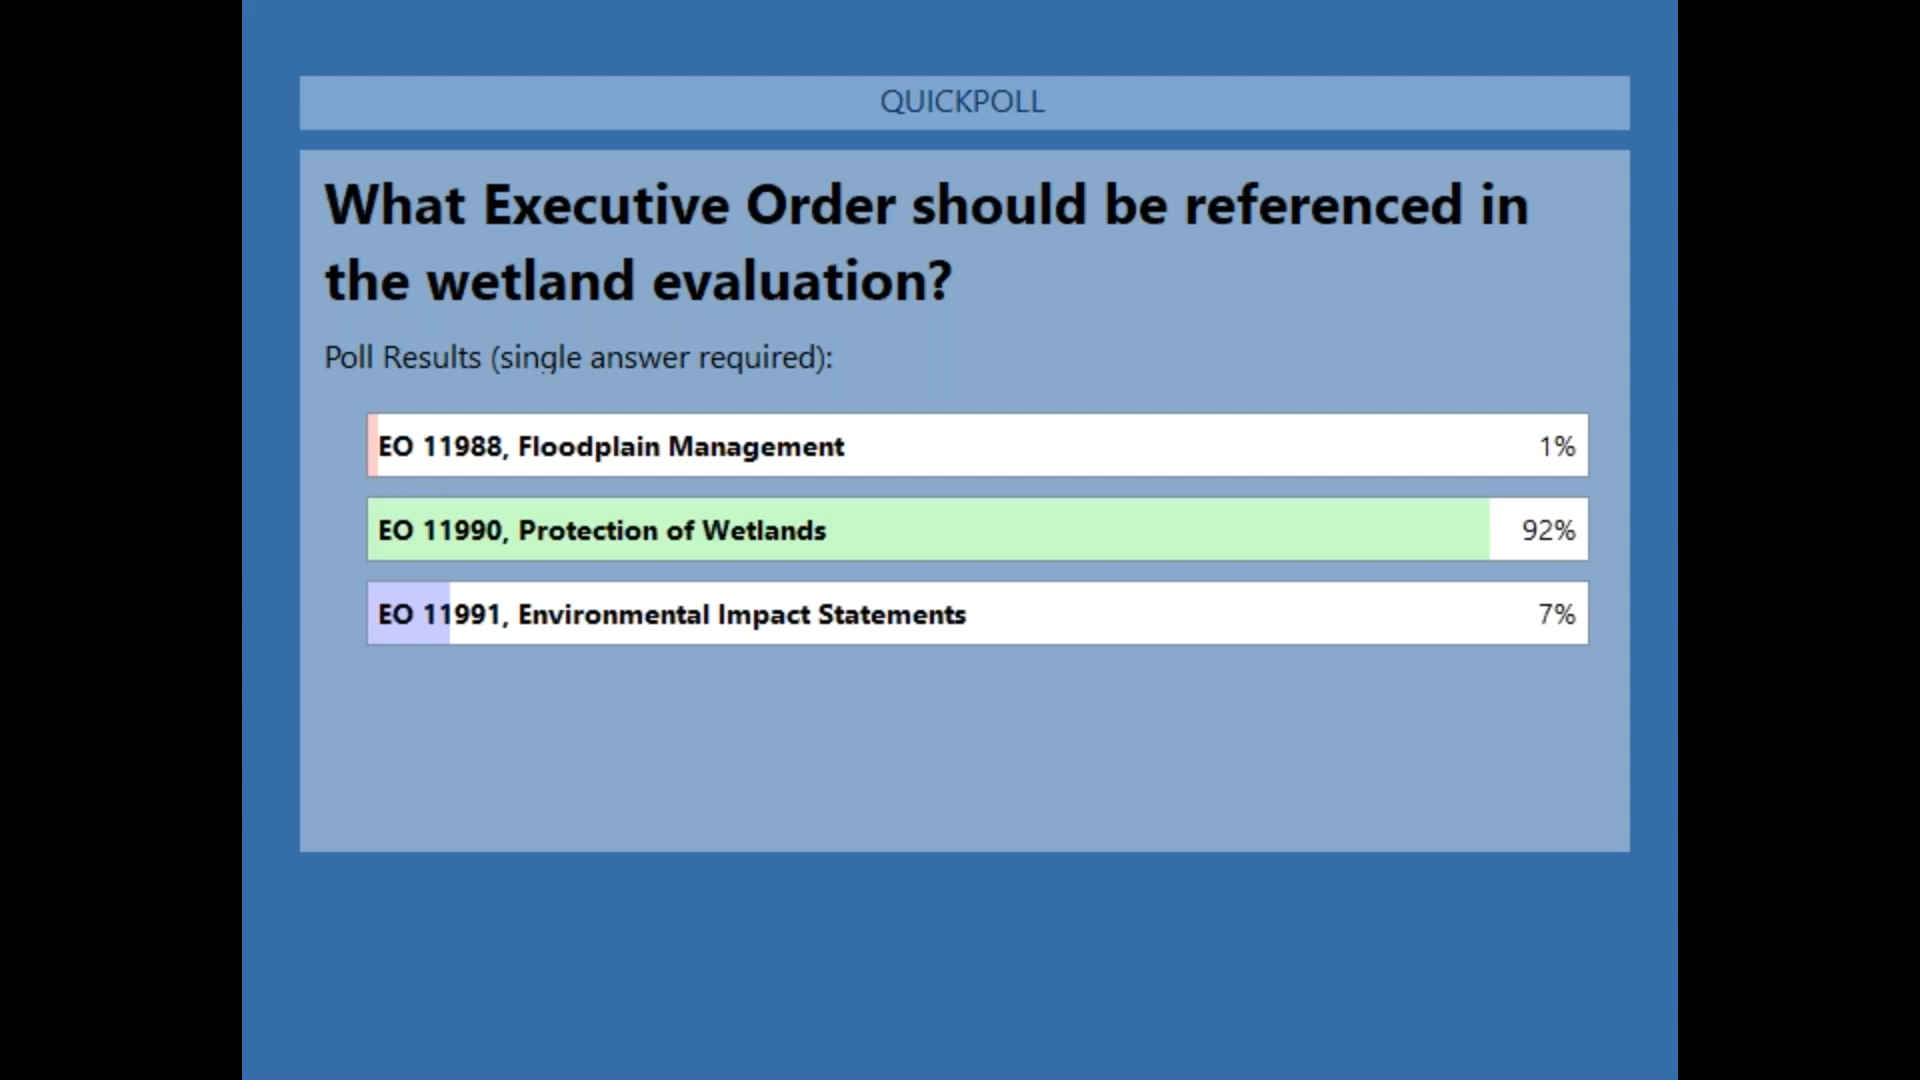 QUICKPOLL
What Executive Order should be referenced in
the wetland evaluation?
Poll Results (single answer required):
EO 11988, Floodplain Management 1%
EO 11990, Protection of Wetlands 92%
EO 11991, Environmental Impact Statements 7%